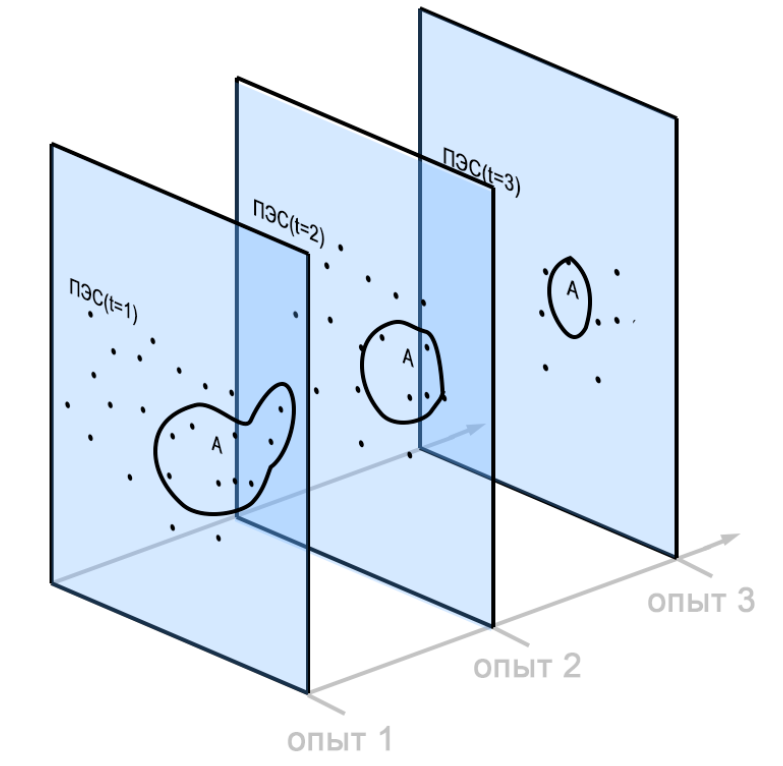 ПЭС(t=1)
A
опыт 1
ПЭС(t=2)
A
опыт 2
ПЭС(t=3)
A
опыт 3